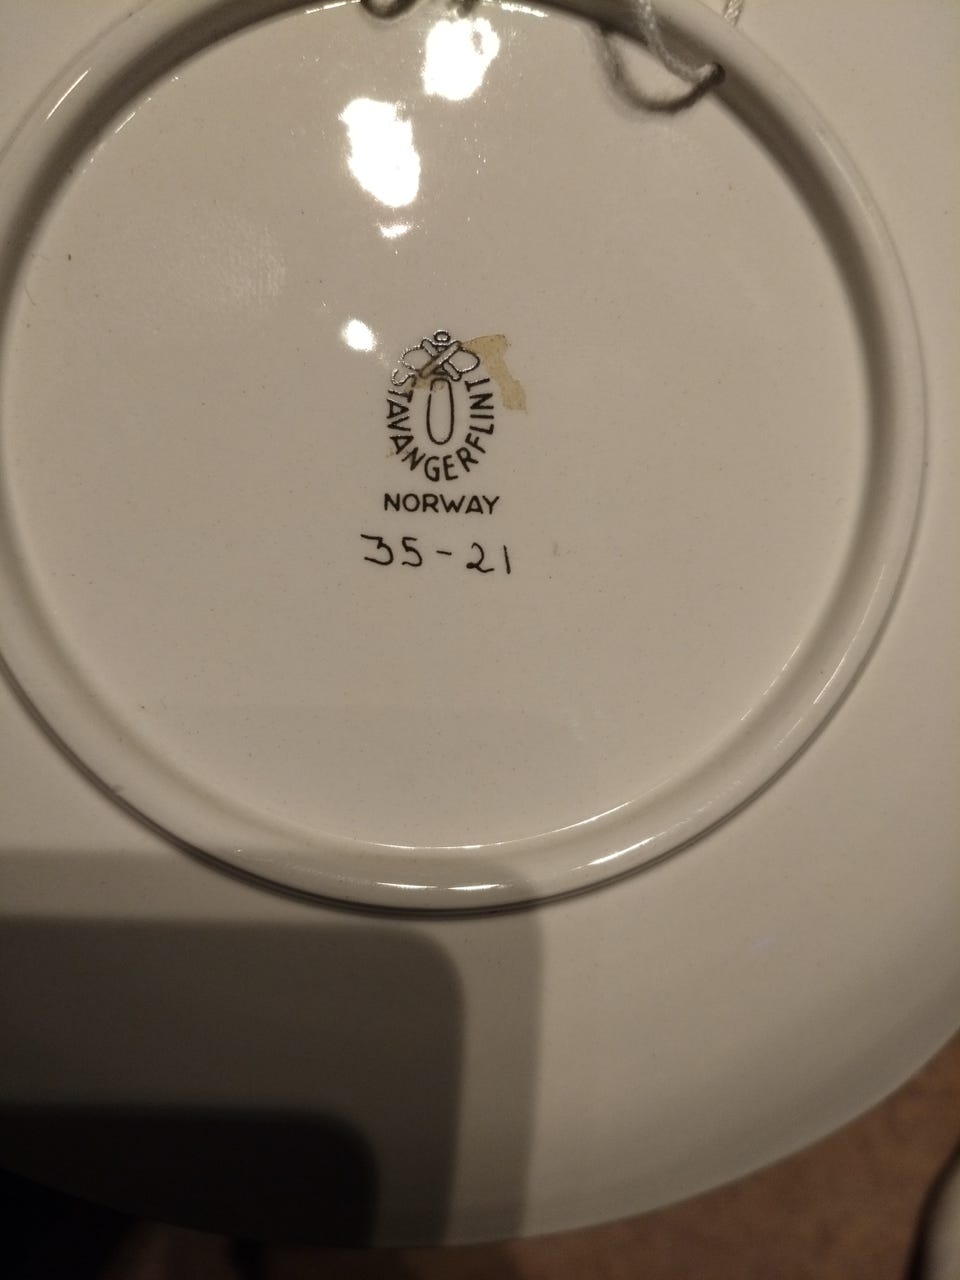 STAVANGERFLINT
NORWAY
35-21